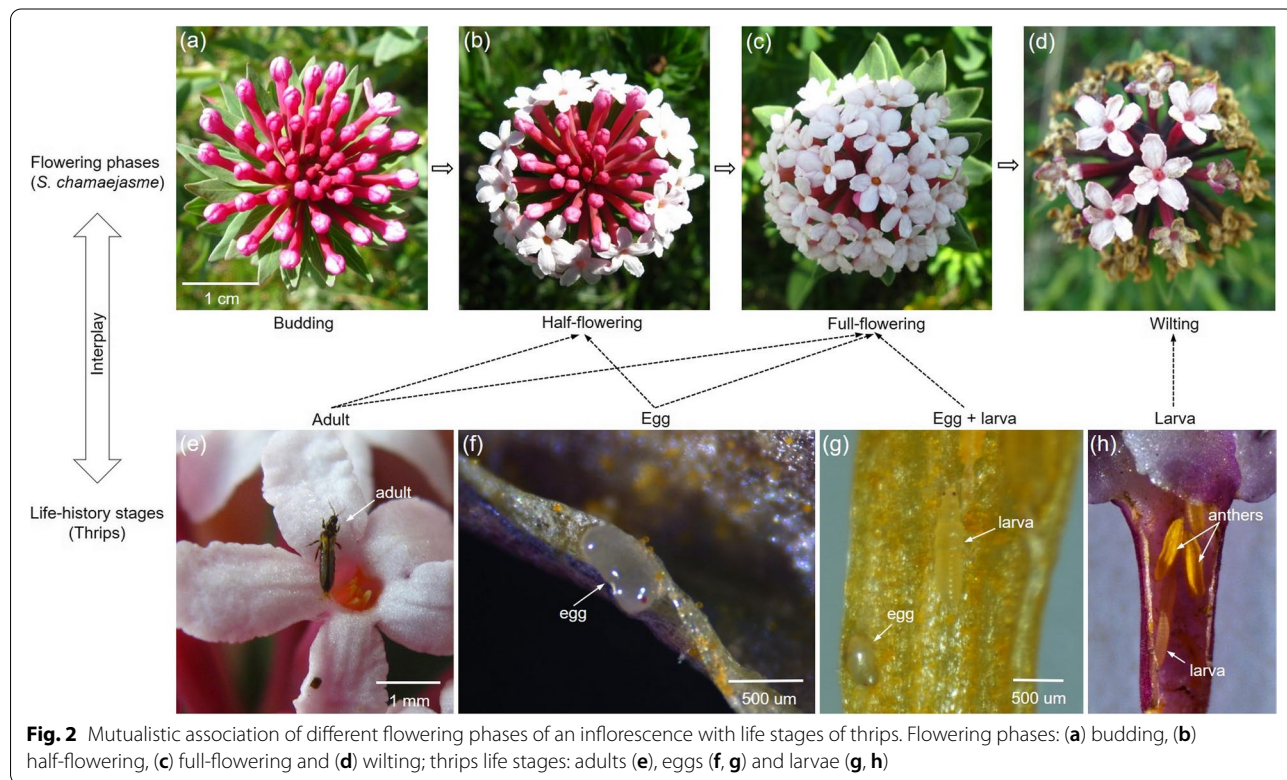 (a)
(b)
(c)
(d)
Flowering phases
(S. chamaejasme)
1 cm
Budding
Half-flowering
Full-flowering
Wilting
Interplay
Adult
Egg
Egg + larva
Larva
Life-history stages
(Thrips)
(e)
adult
1 mm
(f)
egg
500 um
(g)
larva
egg
500 um
(h)
anthers
larva
Fig. 2 Mutualistic association of different flowering phases of an inflorescence with life stages of thrips. Flowering phases: (a) budding, (b)
half-flowering, (c) full-flowering and (d) wilting; thrips life stages: adults (e), eggs (f, g) and larvae (g, h)